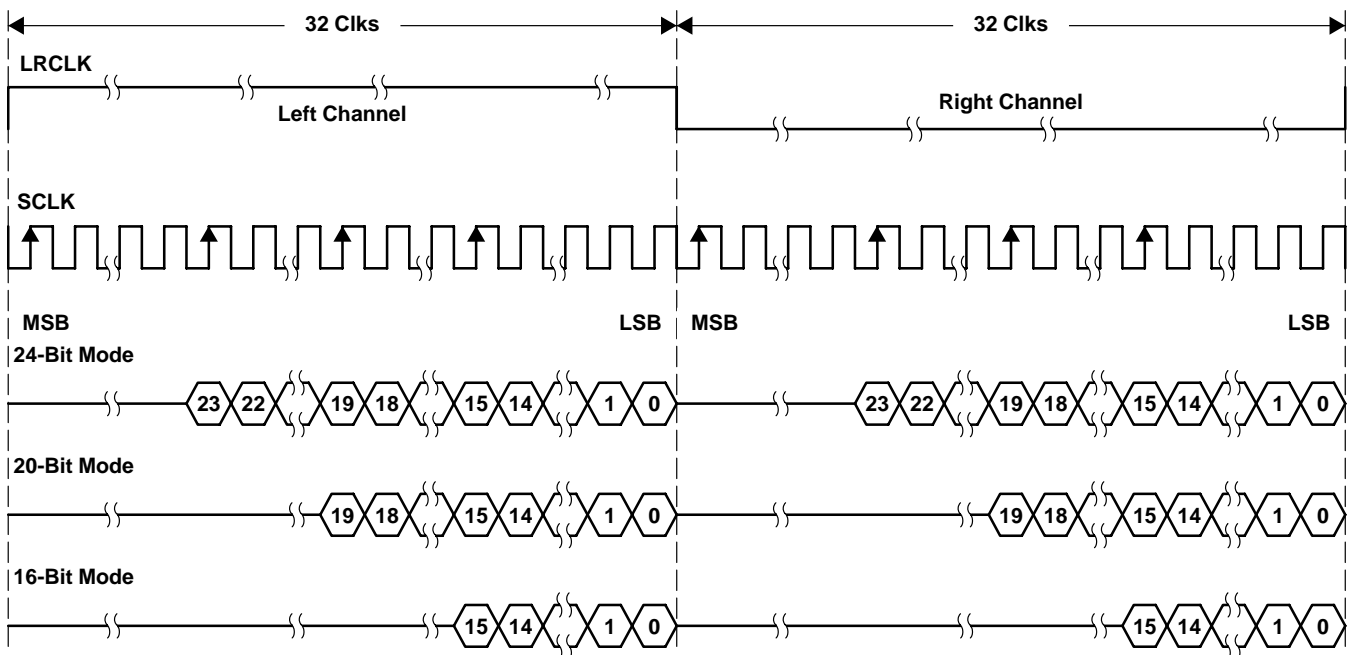 32 Clks 32 Clks
LRCLK
Left Channel Right Channel
SCLK
MSB LSB MSB LSB
24-Bit Mode
23 22 19 18 15 14 1 0 23 22 19 18 15 14 1 0
20-Bit Mode
19 18 15 14 1 0 19 18 15 14 1 0
16-Bit Mode
15 14 1 0 15 14 1 0